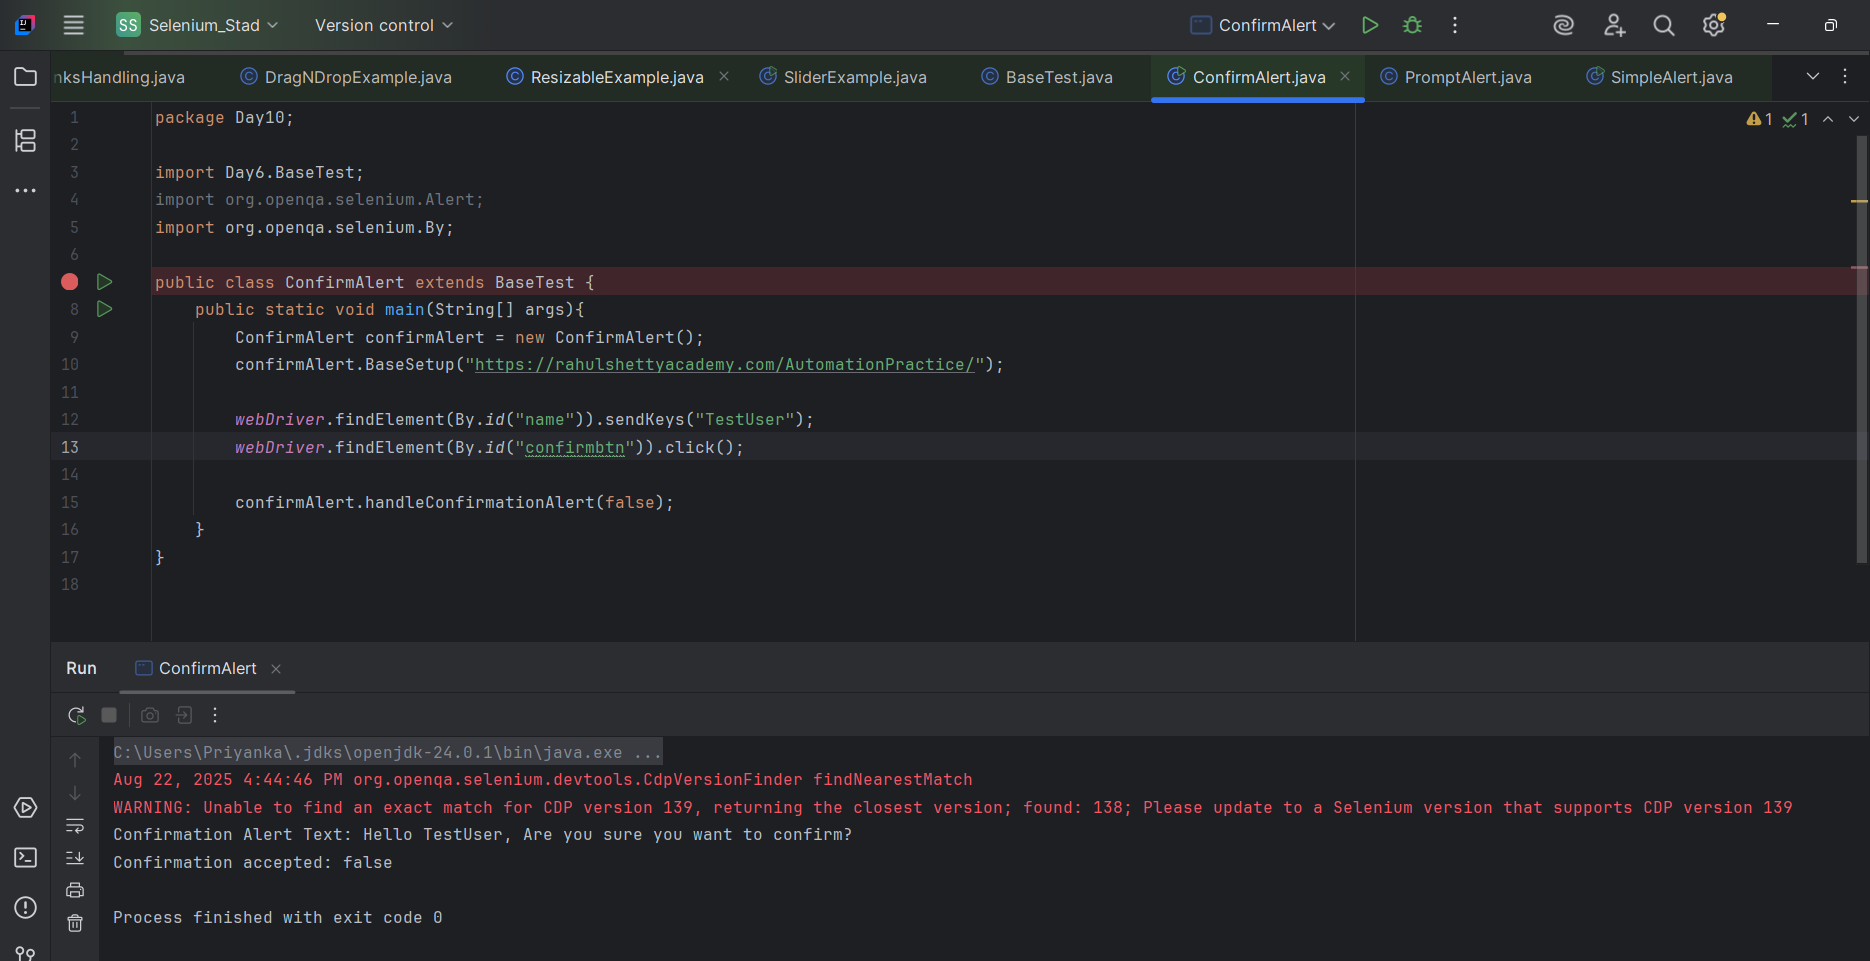 SS Selenium_Stad Version control ConfirmAlert
nksHandling.java DragNDropExample.java ResizableExample.java SliderExample.java BaseTest.java ConfirmAlert.java PromptAlert.java SimpleAlert.java
1 package Day10;
1 1
2
3 import Day6.BaseTest;
4 import org.openqa.selenium.Alert;
5 import org.openqa.selenium.By;
6
public class ConfirmAlert extends BaseTest {
8 public static void main(String[] args){
9 ConfirmAlert confirmAlert = new ConfirmAlert();
10 confirmAlert.BaseSetup("https://rahulshettyacademy.com/AutomationPractice/");
11
12 webDriver.findElement(By.id("name")).sendKeys("TestUser");
13 webDriver.findElement(By.id("confirmbtn")).click();
14
15 confirmAlert.handleConfirmationAlert(false);
16 }
17 }
18
Run ConfirmAlert
C:\Users\Priyanka\.jdks\openjdk-24.0.1\bin\java.exe ...
Aug 22, 2025 4:44:46 PM org.openqa.selenium.devtools.CdpVersionFinder findNearestMatch
WARNING: Unable to find an exact match for CDP version 139, returning the closest version; found: 138; Please update to a Selenium version that supports CDP version 139
Confirmation Alert Text: Hello TestUser, Are you sure you want to confirm?
Confirmation accepted: false
Process finished with exit code 0